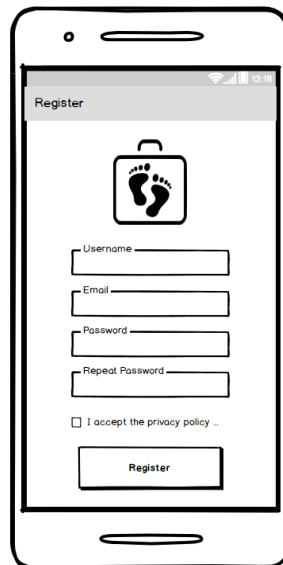 13:18
Register
Username
Email
Password
Repeat Password
I accept the privacy policy ...
Register